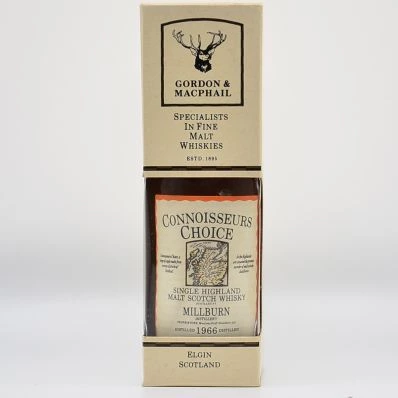 GORDON &
MACPHAIL
SPECIALISTS
IN FINE
MALT
WHISKIES
ESTD. 1895
CONNOISSEURS
CHOICE
SINGLE HIGHLAND
MALT SCOTCH WHISKY
MILLBURN
DISTILLERY
DISTILLED 1966 DISTILLED
ELGIN
SCOTLAND